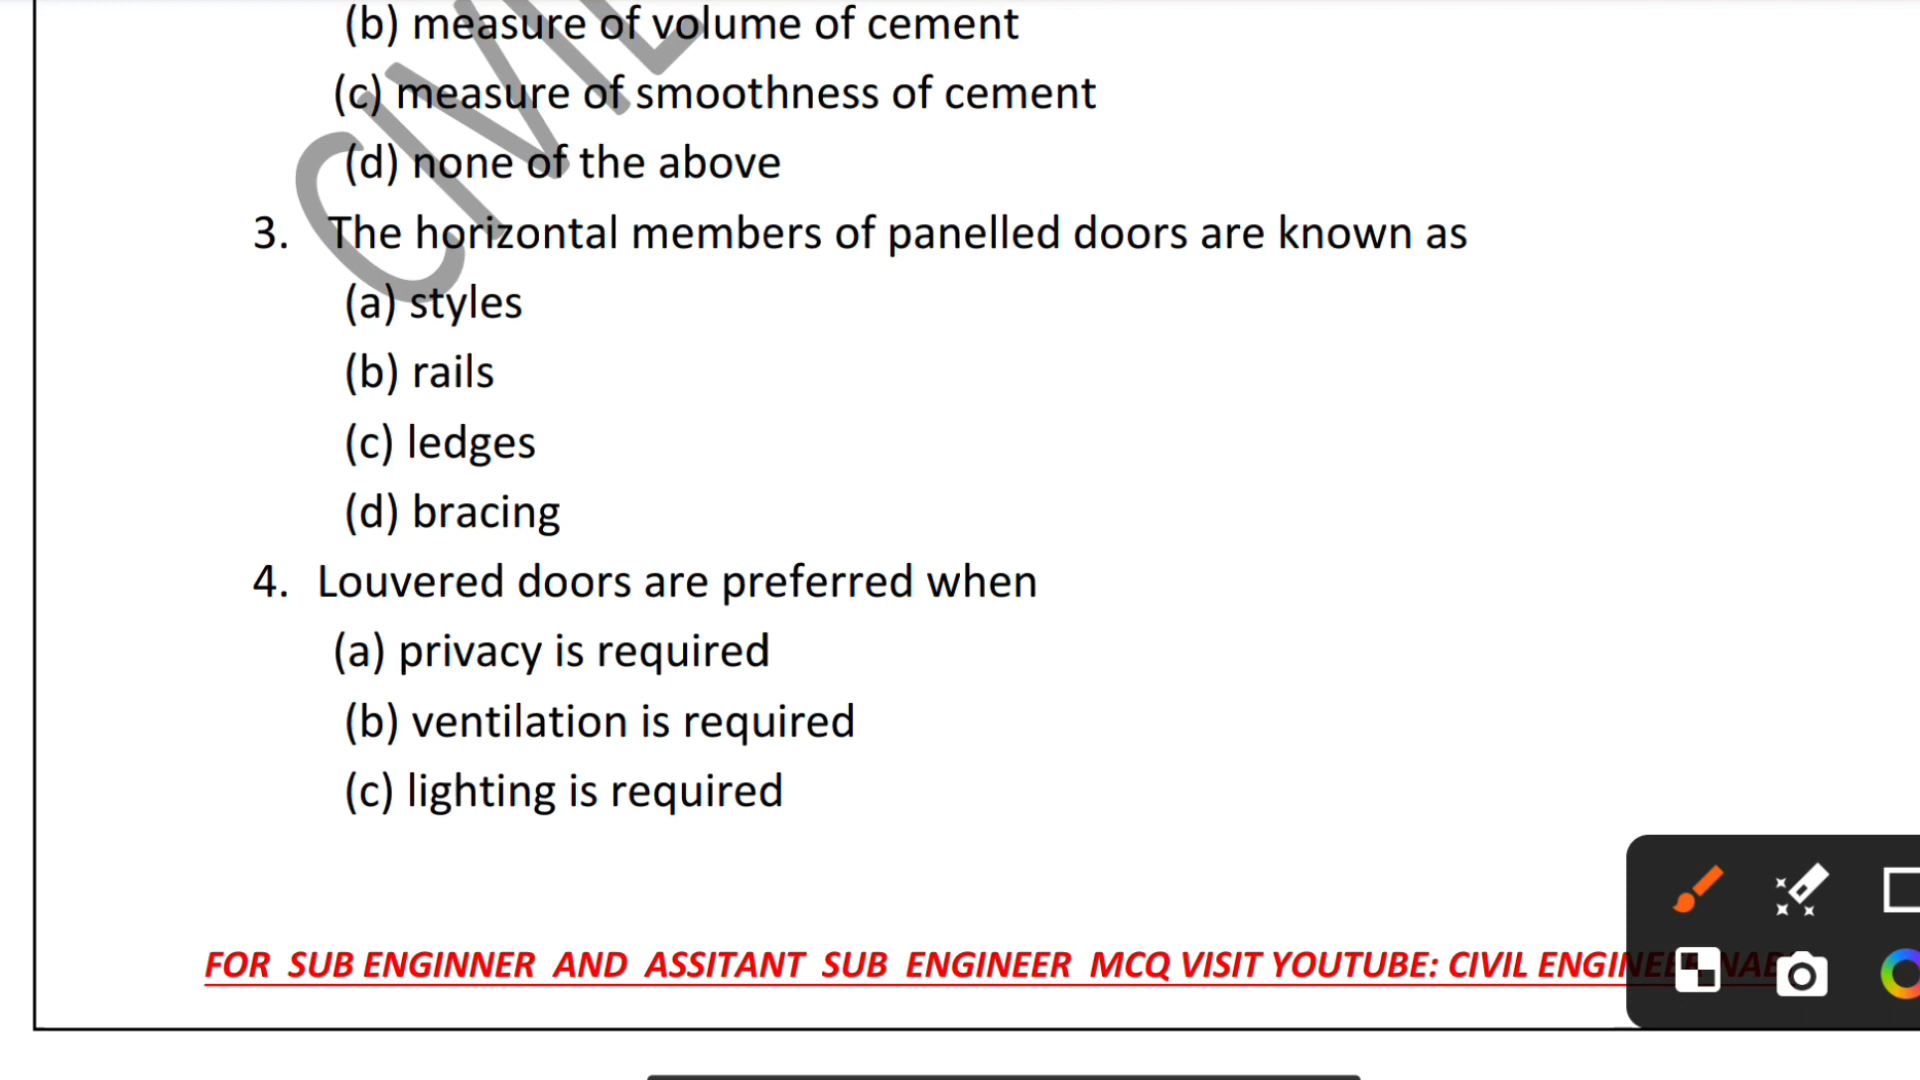 (b) measure of volume of cement
(c) measure of smoothness of cement
(d) none of the above
3. The horizontal members of panelled doors are known as
(a) styles
(b) rails
(c) ledges
(d) bracing
4. Louvered doors are preferred when
(a) privacy is required
(b) ventilation is required
(c) lighting is required
FOR SUB ENGINNER AND ASSITANT SUB ENGINEER MCQ VISIT YOUTUBE: CIVIL
CIVIL